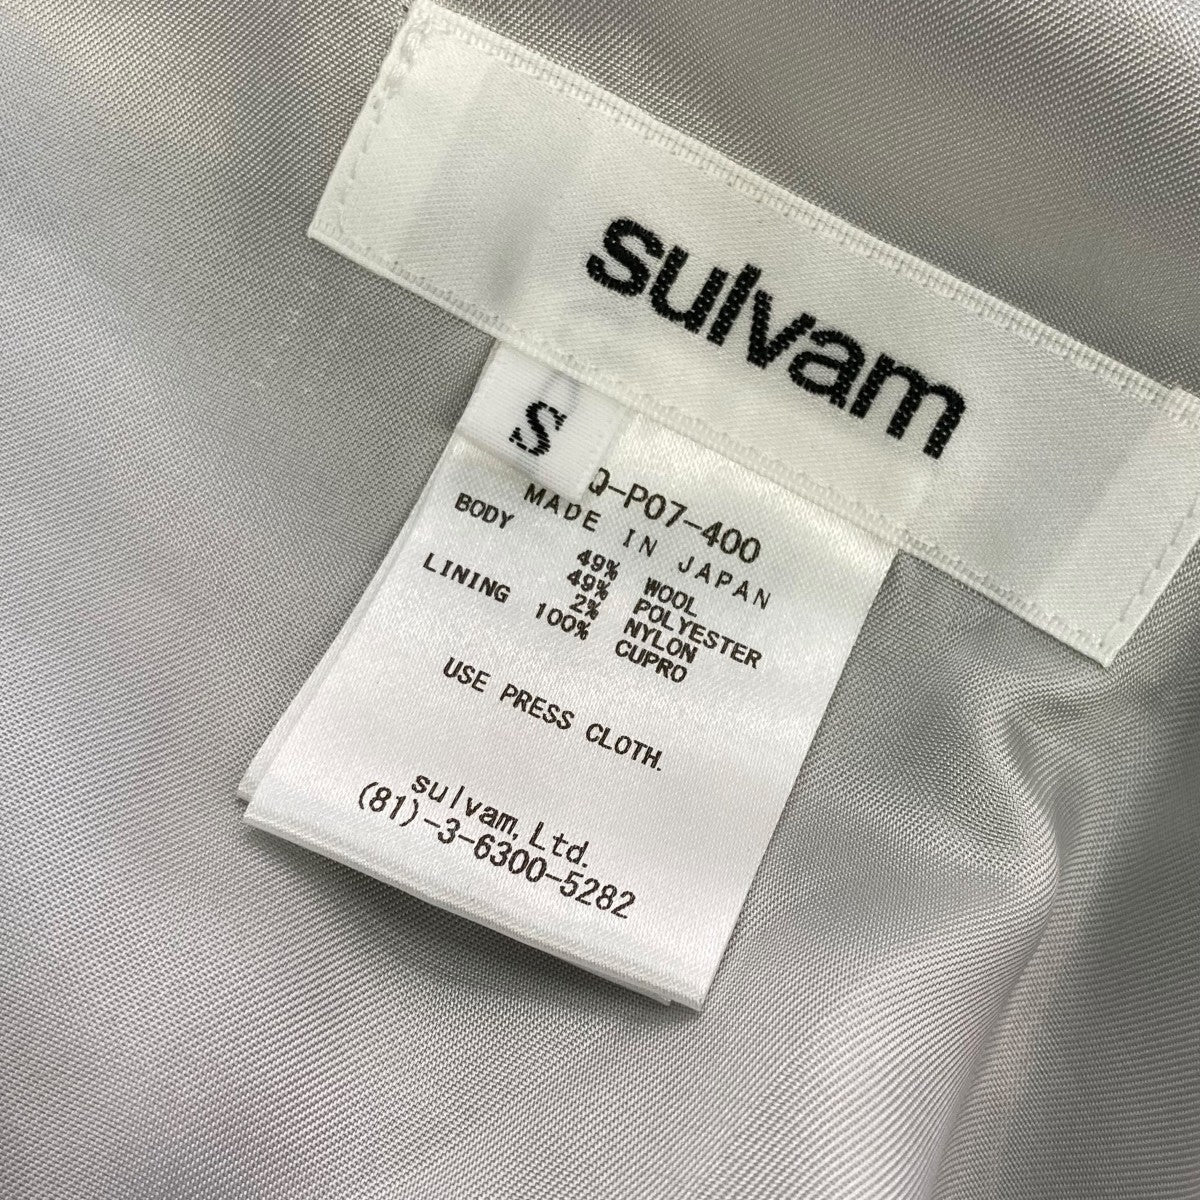 sulvam
S
Q-P07-400
MADE IN JAPAN
BODY 49% WOOL
49% POLYESTER
2% NYLON
LINING 100% CUPRO
USE PRESS CLOTH.
sulvam, Ltd.
(81)-3-6300-5282